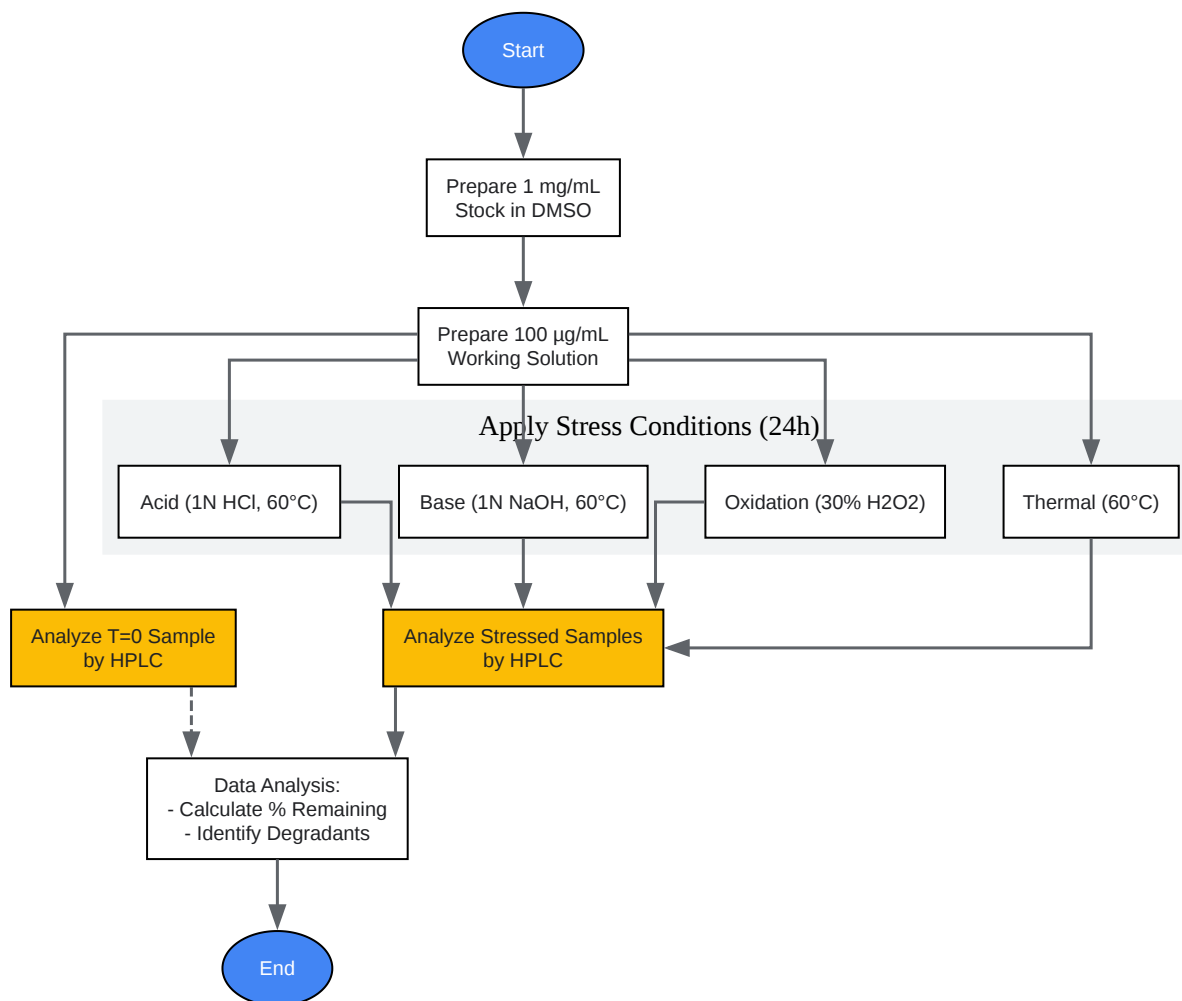 Start
Prepare 1 mg/mL
Stock in DMSO
Prepare 100 µg/mL
Working Solution
Apply Stress Conditions (24h)
Acid (1N HCl, 60°C)
Base (1N NaOH, 60°C)
Oxidation (30% H2O2)
Thermal (60°C)
Analyze T=0 Sample
by HPLC
Analyze Stressed Samples
by HPLC
Data Analysis:
- Calculate % Remaining
- Identify Degradants
End